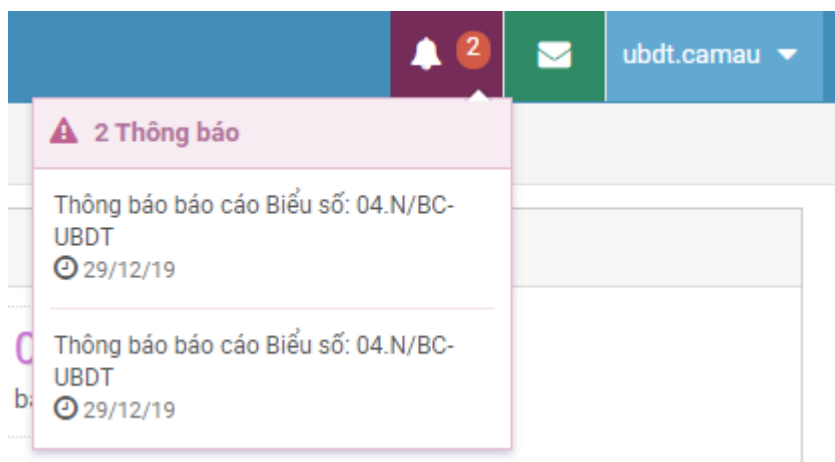 2
ubdt.camau
2 Thông báo
Thông báo báo cáo Biểu số: 04.N/BC-
UBDT
29/12/19
Thông báo báo cáo Biểu số: 04.N/BC-
UBDT
29/12/19